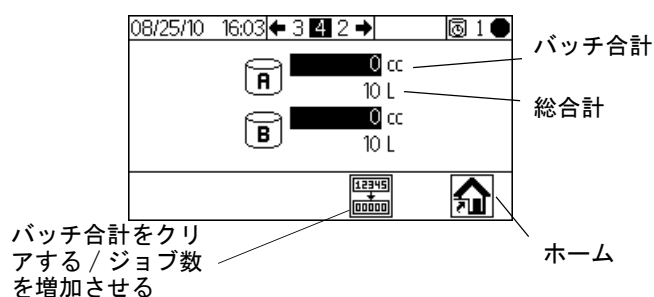 08/25/10 16:03 ← 3 4 2 → 1
バッチ合計
A 0 cc
10 L
総合計
B 0 cc
10 L
12345
00000
バッチ合計をクリ
アする / ジョブ数
を増加させる
ホーム